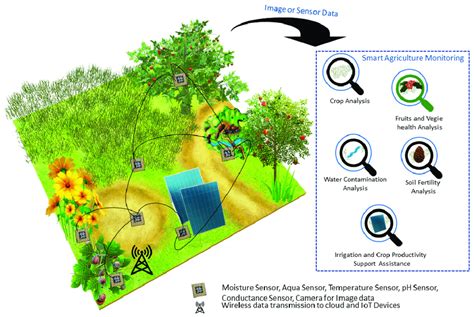 Image or Sensor Data
Smart Agriculture Monitoring
Crop Analysis
Fruits and Vegie
health Analysis
Water Contamination
Analysis
Soil Fertility
Analysis
Irrigation and Crop Productivity
Support Assistance
Moisture Sensor, Aqua Sensor, Temperature Sensor, pH Sensor,
Conductance Sensor, Camera for Image data
Wireless data transmission to cloud and IoT Devices